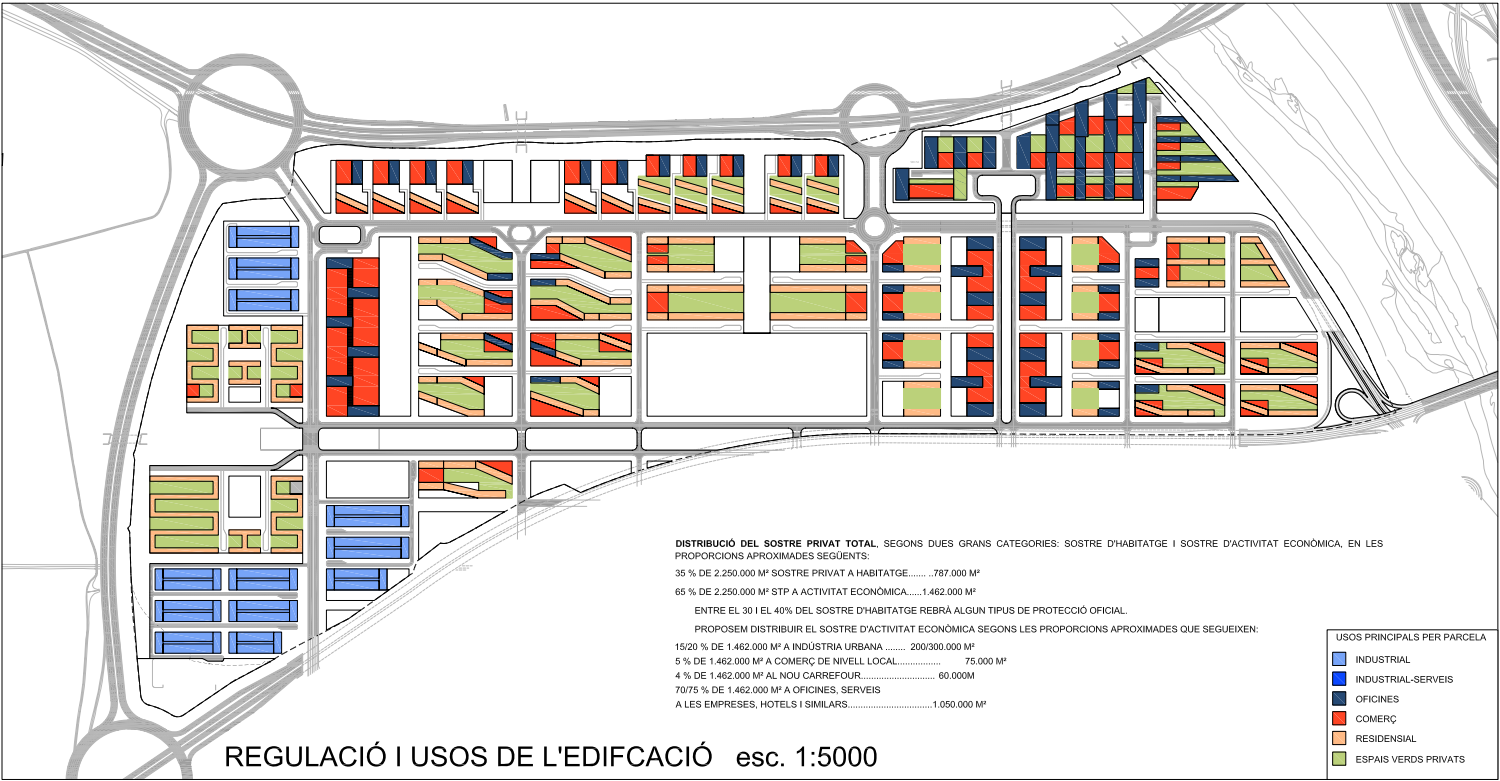 DISTRIBUCIÓ DEL SOSTRE PRIVAT TOTAL, SEGONS DUES GRANS CATEGORIES: SOSTRE D'HABITATGE I SOSTRE D'ACTIVITAT ECONÒMICA, EN LES
PROPORCIONS APROXIMADES SEGÜENTS:
35 % DE 2.250.000 M² SOSTRE PRIVAT A HABITATGE....... ..787.000 M²
65 % DE 2.250.000 M² STP A ACTIVITAT ECONÒMICA......1.462.000 M²
ENTRE EL 30 I EL 40% DEL SOSTRE D'HABITATGE REBRÀ ALGUN TIPUS DE PROTECCIÓ OFICIAL.
PROPOSEM DISTRIBUIR EL SOSTRE D'ACTIVITAT ECONÒMICA SEGONS LES PROPORCIONS APROXIMADES QUE SEGUEIXEN:
15/20 % DE 1.462.000 M² A INDÚSTRIA URBANA ........ 200/300.000 M²
5 % DE 1.462.000 M² A COMERÇ DE NIVELL LOCAL................. 75.000 M²
4 % DE 1.462.000 M² AL NOU CARREFOUR............................ 60.000M
70/75 % DE 1.462.000 M² A OFICINES, SERVEIS
A LES EMPRESES, HOTELS I SIMILARS................................1.050.000 M²
USOS PRINCIPALS PER PARCELA
INDUSTRIAL
INDUSTRIAL-SERVEIS
OFICINES
COMERÇ
RESIDENSIAL
ESPAIS VERDS PRIVATS
REGULACIÓ I USOS DE L'EDIFCACIÓ esc. 1:5000